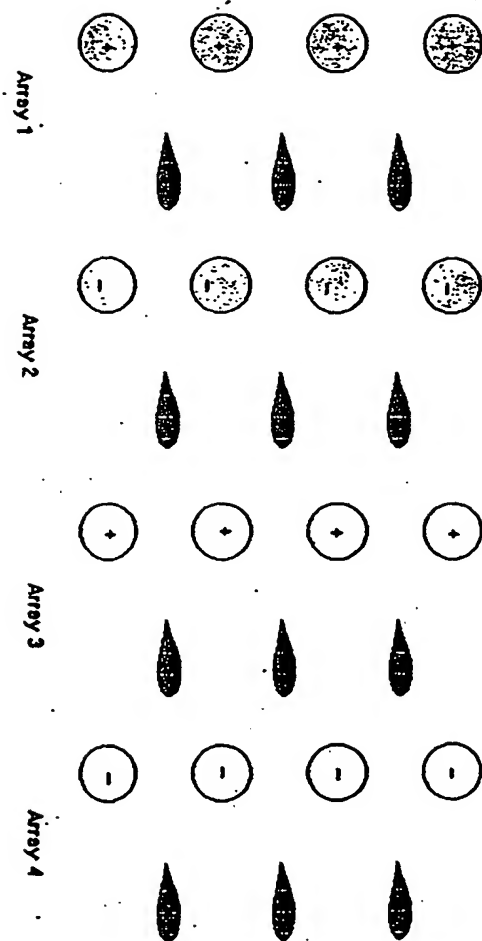 Array 1
+ + + +
Array 2
- - - -
Array 3
+ + + +
Array 4
- - - -